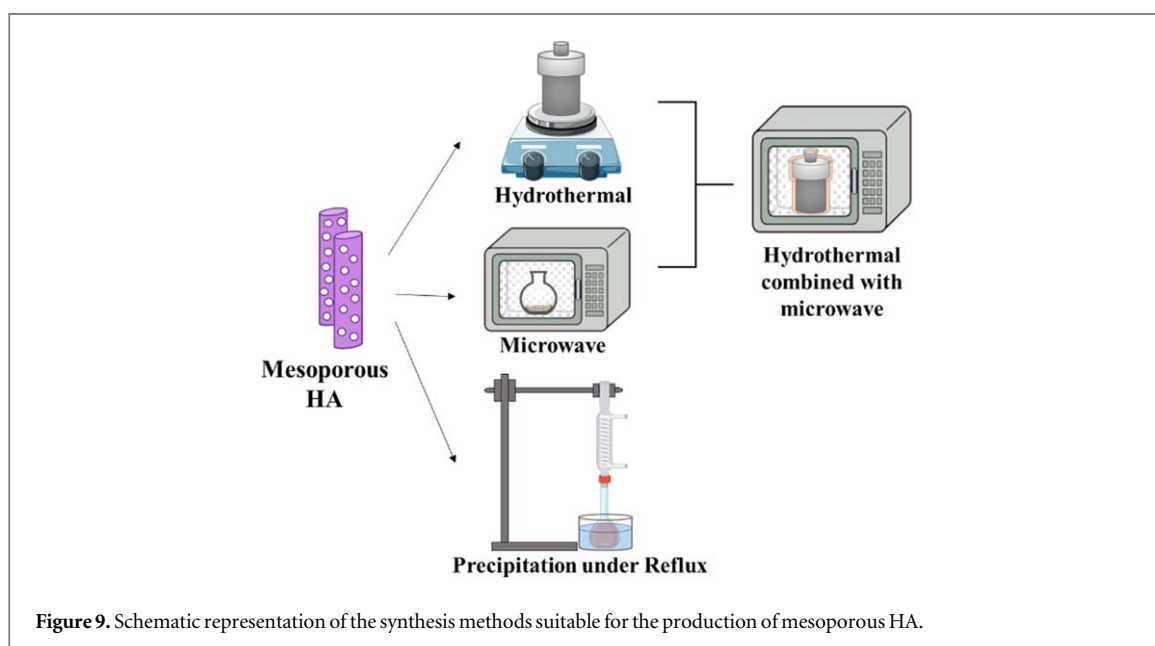 Hydrothermal
Microwave
Mesoporous
HA
Precipitation under Reflux
Hydrothermal
combined with
microwave
Figure 9. Schematic representation of the synthesis methods suitable for the production of mesoporous HA.